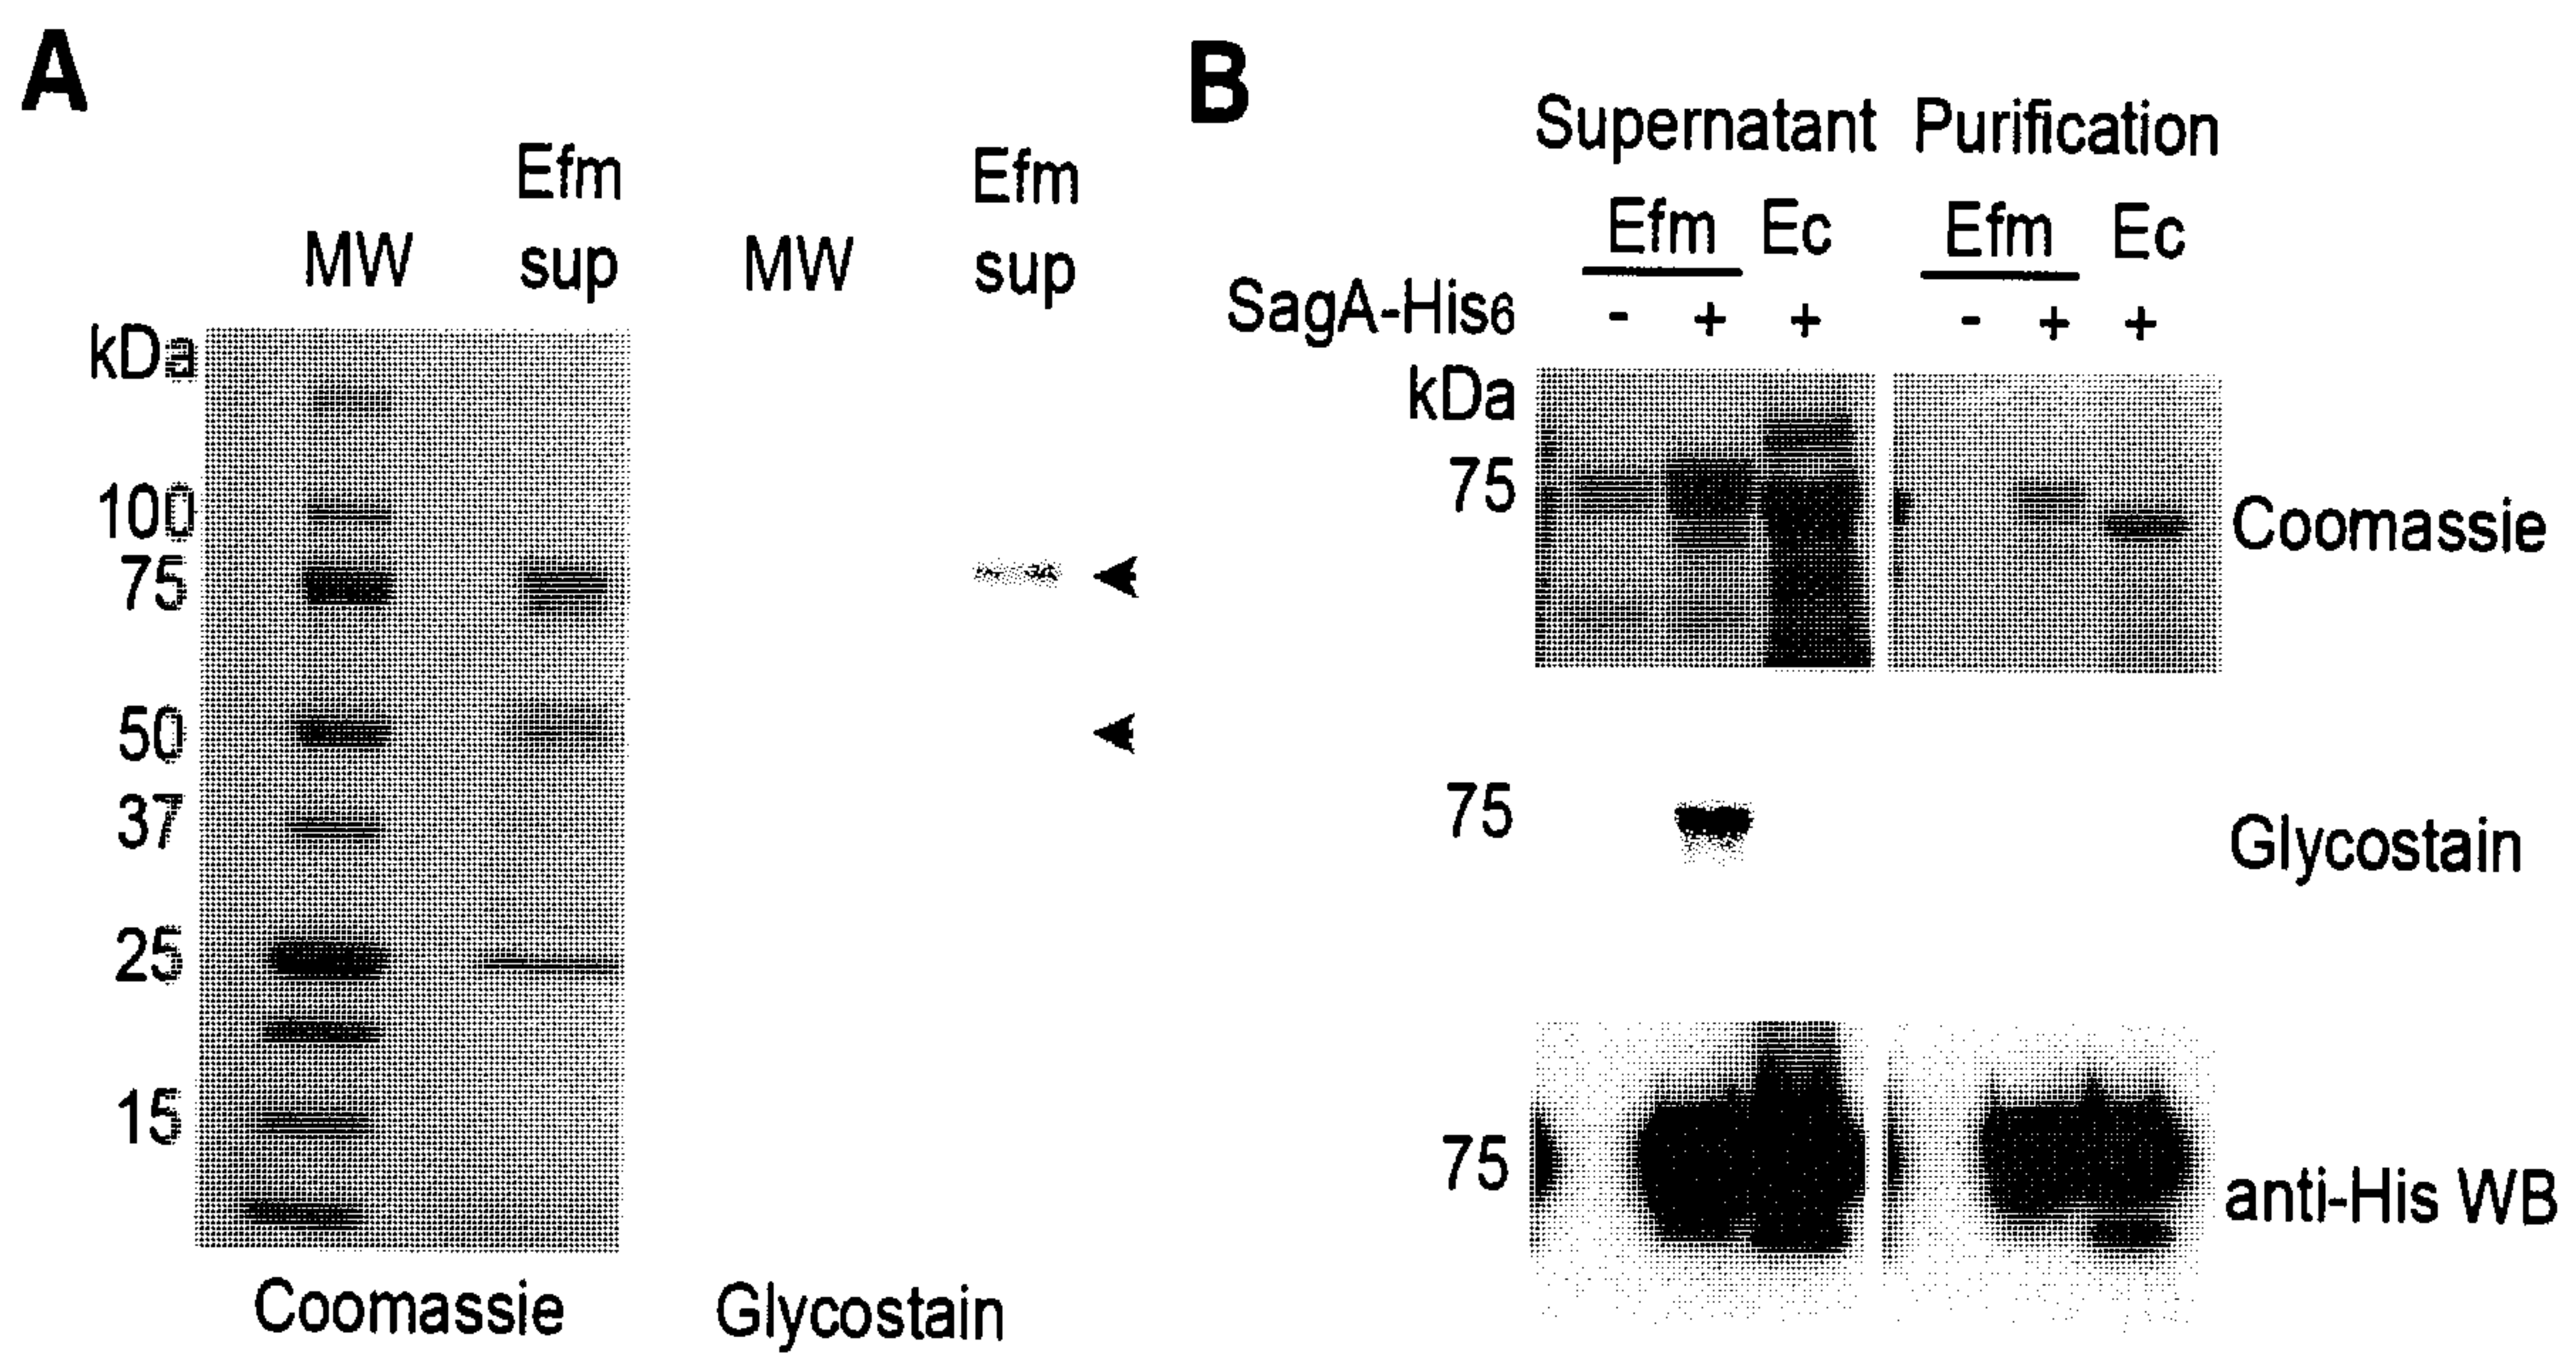 A
Efm
sup
MW
Efm
sup
MW
kDa
100
75
50
37
25
15
Coomassie
Glycostain
B
Supernatant Purification
Efm Ec Efm Ec
SagA-His6 - + + - + +
kDa
75
Coomassie
75
Glycostain
75
anti-His WB